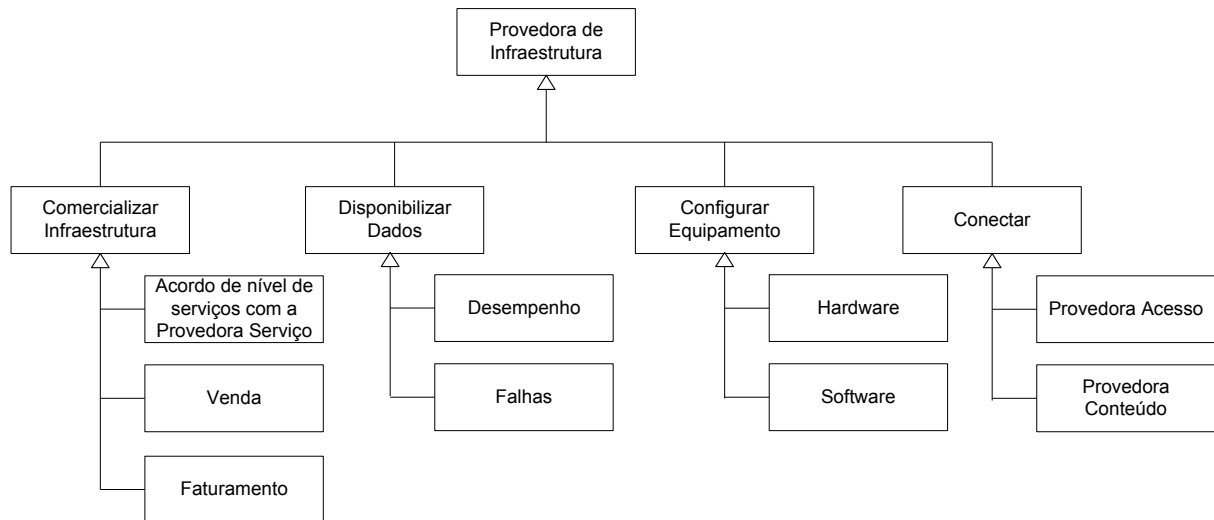 Provedora de
Infraestrutura
Comercializar
Infraestrutura
Disponibilizar
Dados
Configurar
Equipamento
Conectar
Acordo de nível de
serviços com a
Provedora Serviço
Desempenho
Hardware
Provedora Acesso
Venda
Falhas
Software
Provedora
Conteúdo
Faturamento